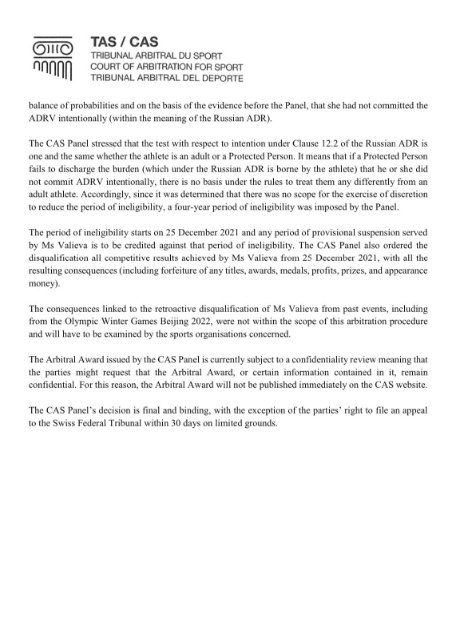 TAS / CAS
TRIBUNAL ARBITRAL DU SPORT
COURT OF ARBITRATION FOR SPORT
TRIBUNAL ARBITRAL DEL DEPORTE
balance of probabilities and on the basis of the evidence before the Panel, that she had not committed the
ADRV intentionally (within the meaning of the Russian ADR).
The CAS Panel stressed that the test with respect to intention under Clause 12.2 of the Russian ADR is
one and the same whether the athlete is an adult or a Protected Person. It means that if a Protected Person
fails to discharge the burden (which under the Russian ADR is borne by the athlete) that he or she did
not commit ADRV intentionally, there is no basis under the rules to treat them any differently from an
adult athlete. Accordingly, since it was determined that there was no scope for the exercise of discretion
to reduce the period of ineligibility, a four-year period of ineligibility was imposed by the Panel.
The period of ineligibility starts on 25 December 2021 and any period of provisional suspension served
by Ms Valieva is to be credited against that period of ineligibility. The CAS Panel also ordered the
disqualification all competitive results achieved by Ms Valieva from 25 December 2021, with all the
resulting consequences (including forfeiture of any titles, awards, medals, profits, prizes, and appearance
money).
The consequences linked to the retroactive disqualification of Ms Valieva from past events, including
from the Olympic Winter Games Beijing 2022, were not within the scope of this arbitration procedure
and will have to be examined by the sports organisations concerned.
The Arbitral Award issued by the CAS Panel is currently subject to a confidentiality review meaning that
the parties might request that the Arbitral Award, or certain information contained in it, remain
confidential. For this reason, the Arbitral Award will not be published immediately on the CAS website.
The CAS Panel's decision is final and binding, with the exception of the parties' right to file an appeal
to the Swiss Federal Tribunal within 30 days on limited grounds.